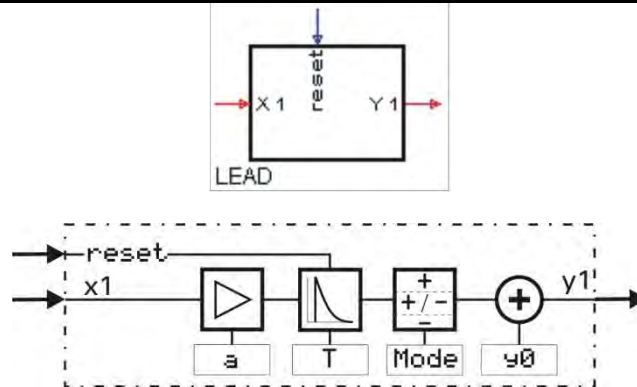 reset
X1 Y1
LEAD
reset
x1 y1
+
+/-
-
+
a T Mode y0